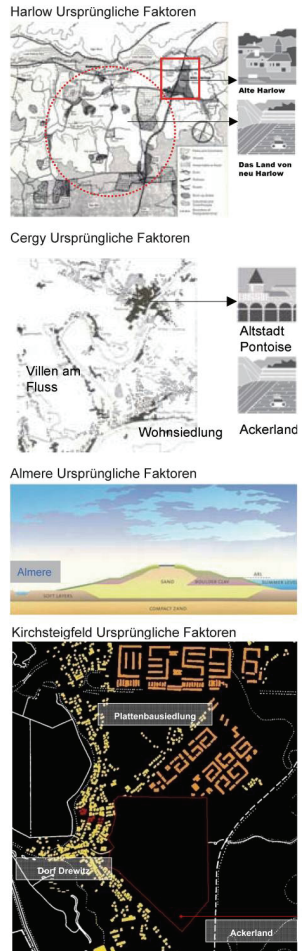 Harlow Ursprüngliche Faktoren
Alte Harlow
Das Land von
neu Harlow
Cergy Ursprüngliche Faktoren
Altstadt
Pontoise
Villen am
Fluss
Wohnsiedlung
Ackerland
Almere Ursprüngliche Faktoren
Almere
SAND
BOULDER CLAY
SUMMER LEVEL
SOFT LAYERS
COMPACT SAND
Kirchsteigfeld Ursprüngliche Faktoren
Plattenbausiedlung
Dorf Drewitz
Ackerland